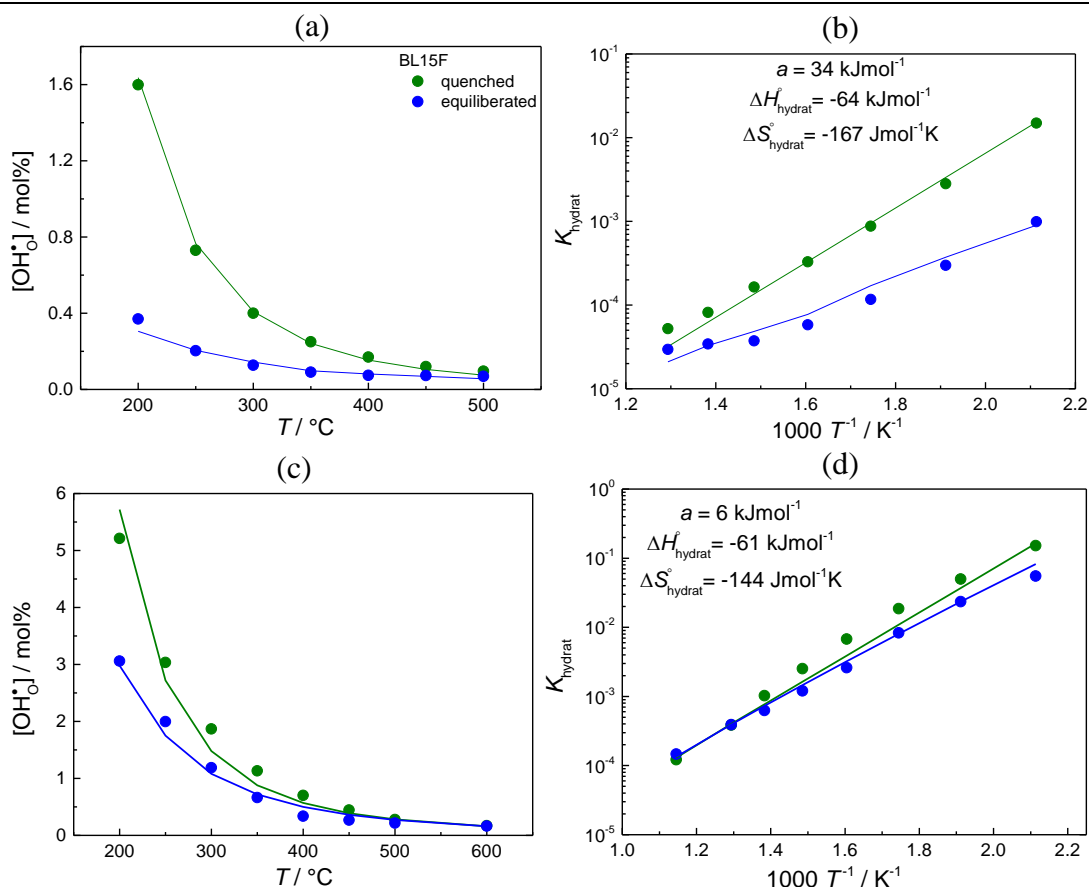 (a)
BL15F
quenched
equiliberated
1.6
1.2
0.8
0.4
0.0
200 250 300 350 400 450 500
[OH•O] / mol%
T / °C
(b)
a = 34 kJmol-1
ΔH°hydrat= -64 kJmol-1
ΔS°hydrat= -167 Jmol-1K
10-1
10-2
10-3
10-4
10-5
1.2 1.4 1.6 1.8 2.0 2.2
Khydrat
1000 T-1 / K-1
(c)
6
5
4
3
2
1
0
200 300 400 500 600
[OH•O] / mol%
T / °C
(d)
a = 6 kJmol-1
ΔH°hydrat= -61 kJmol-1
ΔS°hydrat= -144 Jmol-1K
100
10-1
10-2
10-3
10-4
10-5
1.0 1.2 1.4 1.6 1.8 2.0 2.2
Khydrat
1000 T-1 / K-1